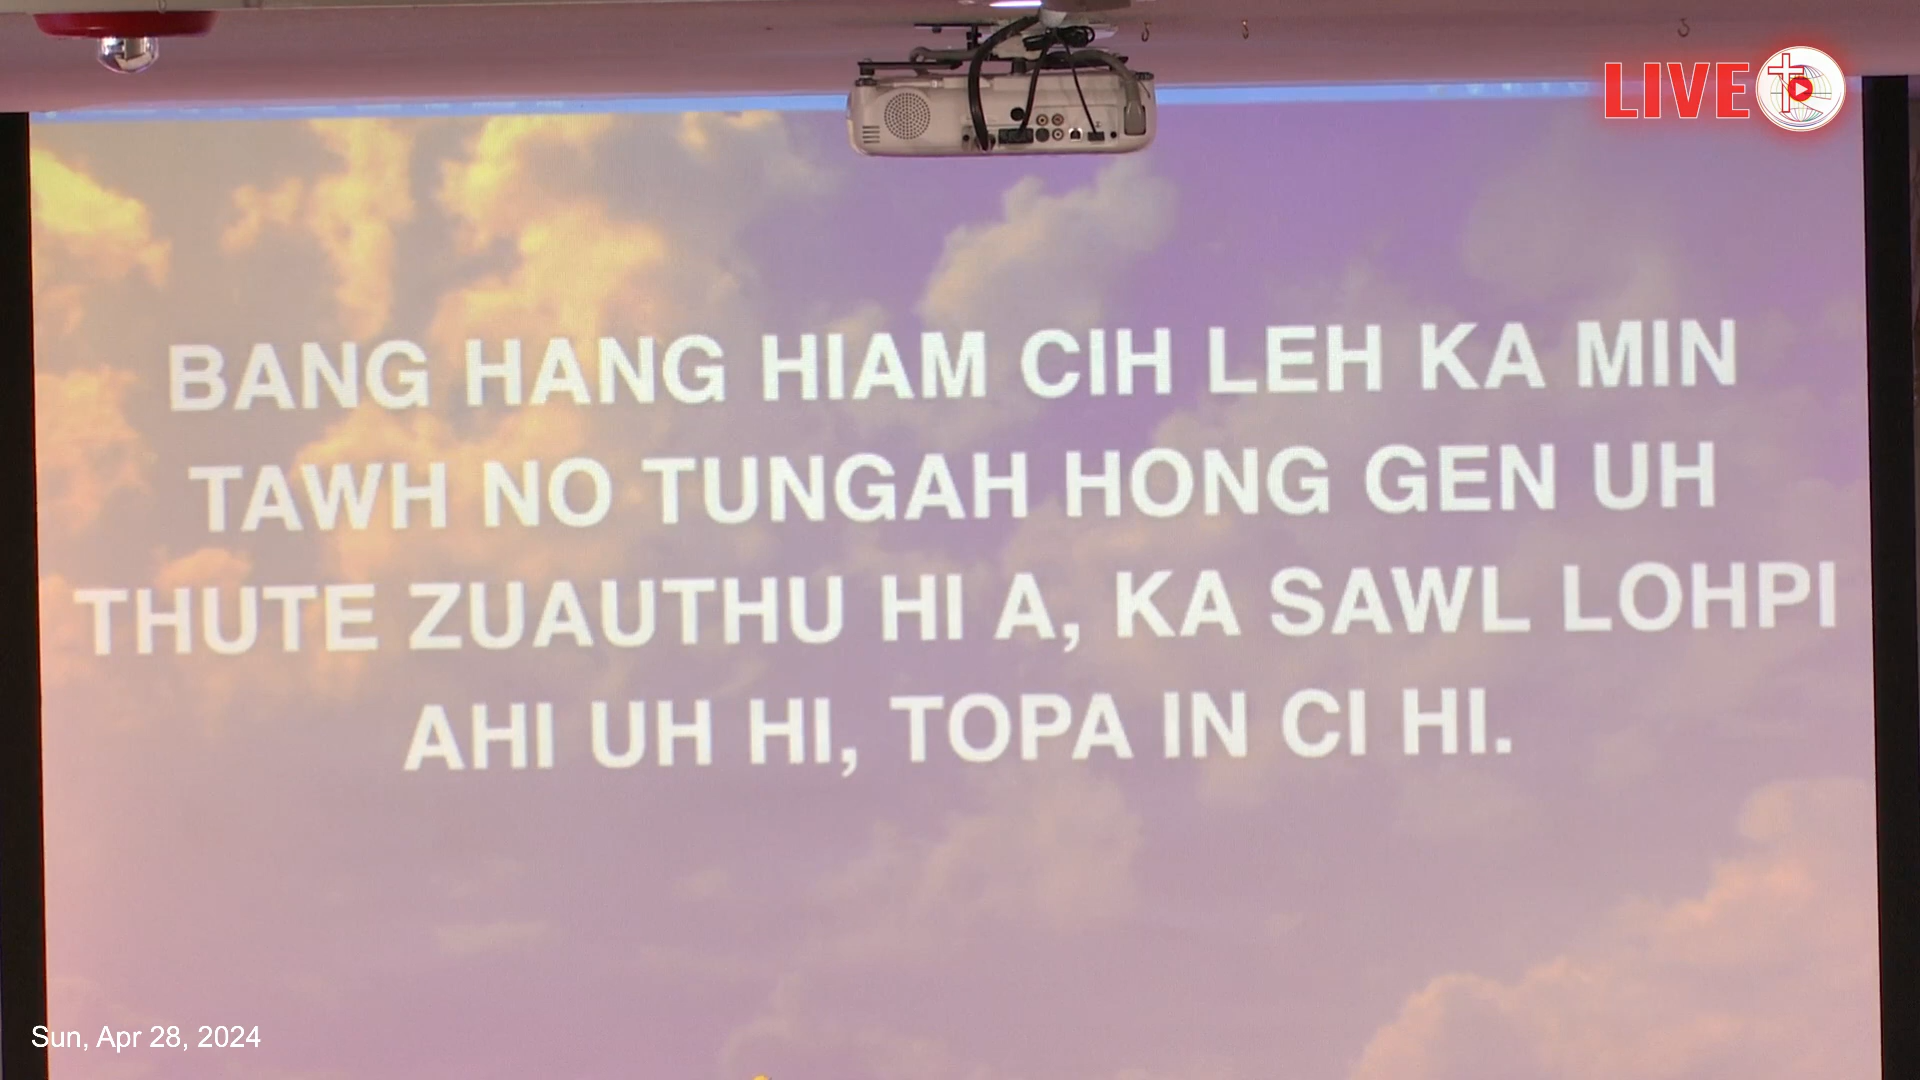 LIVE
BANG HANG HIAM CIH LEH KA MIN
TAWH NO TUNGAH HONG GEN UH
THUTE ZUAUTHU HI A, KA SAWL LOHPI
AHI UH HI, TOPA IN CI HI.
Sun, Apr 28, 2024